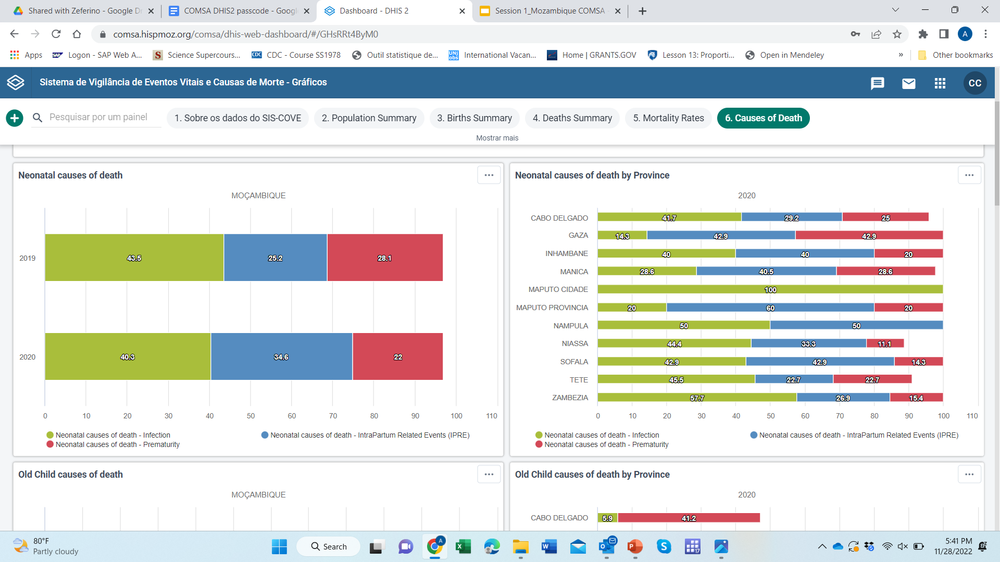 Shared with Zeferino - Google Dr
COMSA DHIS2 passcode - Googl
Dashboard - DHIS 2
Session 1_Mozambique COMSA -
comsa.hispmoz.org/comsa/dhis-web-dashboard/#/GHsRRt4ByM0
A
Apps
SAP
Logon - SAP Web A...
S
Science Supercours...
CDC
CDC - Course SS1978
Outil statistique de...
UNj
obs
International Vacan...
Home | GRANTS.GOV
Lesson 13: Proporti...
Open in Mendeley
»
Other bookmarks
Sistema de Vigilância de Eventos Vitais e Causas de Morte - Gráficos
CC
Pesquisar por um painel
1. Sobre os dados do SIS-COVE
2. Population Summary
3. Births Summary
4. Deaths Summary
5. Mortality Rates
6. Causes of Death
Mostrar mais
Neonatal causes of death
MOÇAMBIQUE
2019
43.5 25.2 28.1
2020
40.3 34.6 22
0 10 20 30 40 50 60 70 80 90 100 110
Neonatal causes of death - Infection
Neonatal causes of death - IntraPartum Related Events (IPRE)
Neonatal causes of death - Prematurity
Neonatal causes of death by Province
2020
CABO DELGADO 41.7 29.2 25
GAZA 14.3 42.9 42.9
INHAMBANE 40 40 20
MANICA 28.6 40.5 28.6
MAPUTO CIDADE 100
MAPUTO PROVINCIA 20 60 20
NAMPULA 50 50
NIASSA 44.4 33.3 11.1
SOFALA 42.9 42.9 14.3
TETE 45.5 22.7 22.7
ZAMBEZIA 57.7 26.9 15.4
0 10 20 30 40 50 60 70 80 90 100 110
Neonatal causes of death - Infection
Neonatal causes of death - IntraPartum Related Events (IPRE)
Neonatal causes of death - Prematurity
Old Child causes of death
MOÇAMBIQUE
Old Child causes of death by Province
2020
CABO DELGADO 5.9 41.2
80°F
Partly cloudy
Search
A
17
5:41 PM
11/28/2022